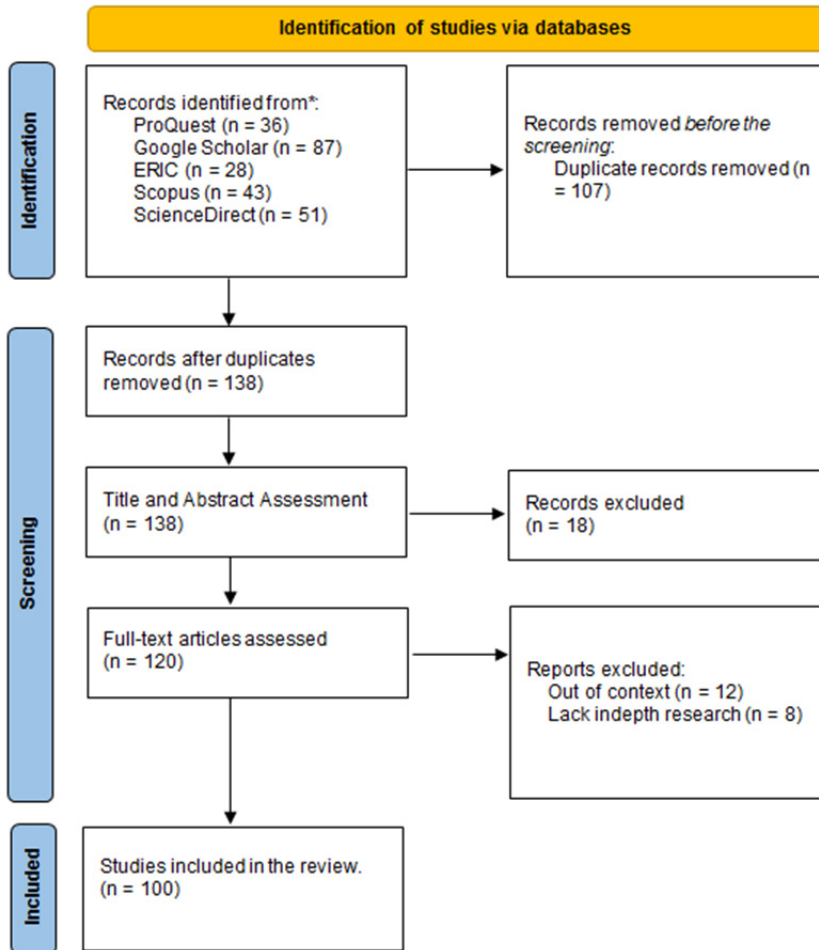 Identification of studies via databases
Identification
Records identified from*:
ProQuest (n = 36)
Google Scholar (n = 87)
ERIC (n = 28)
Scopus (n = 43)
ScienceDirect (n = 51)
Records removed before the
screening:
Duplicate records removed (n
= 107)
Screening
Records after duplicates
removed (n = 138)
Title and Abstract Assessment
(n = 138)
Records excluded
(n = 18)
Full-text articles assessed
(n = 120)
Reports excluded:
Out of context (n = 12)
Lack indepth research (n = 8)
Included
Studies included in the review.
(n = 100)